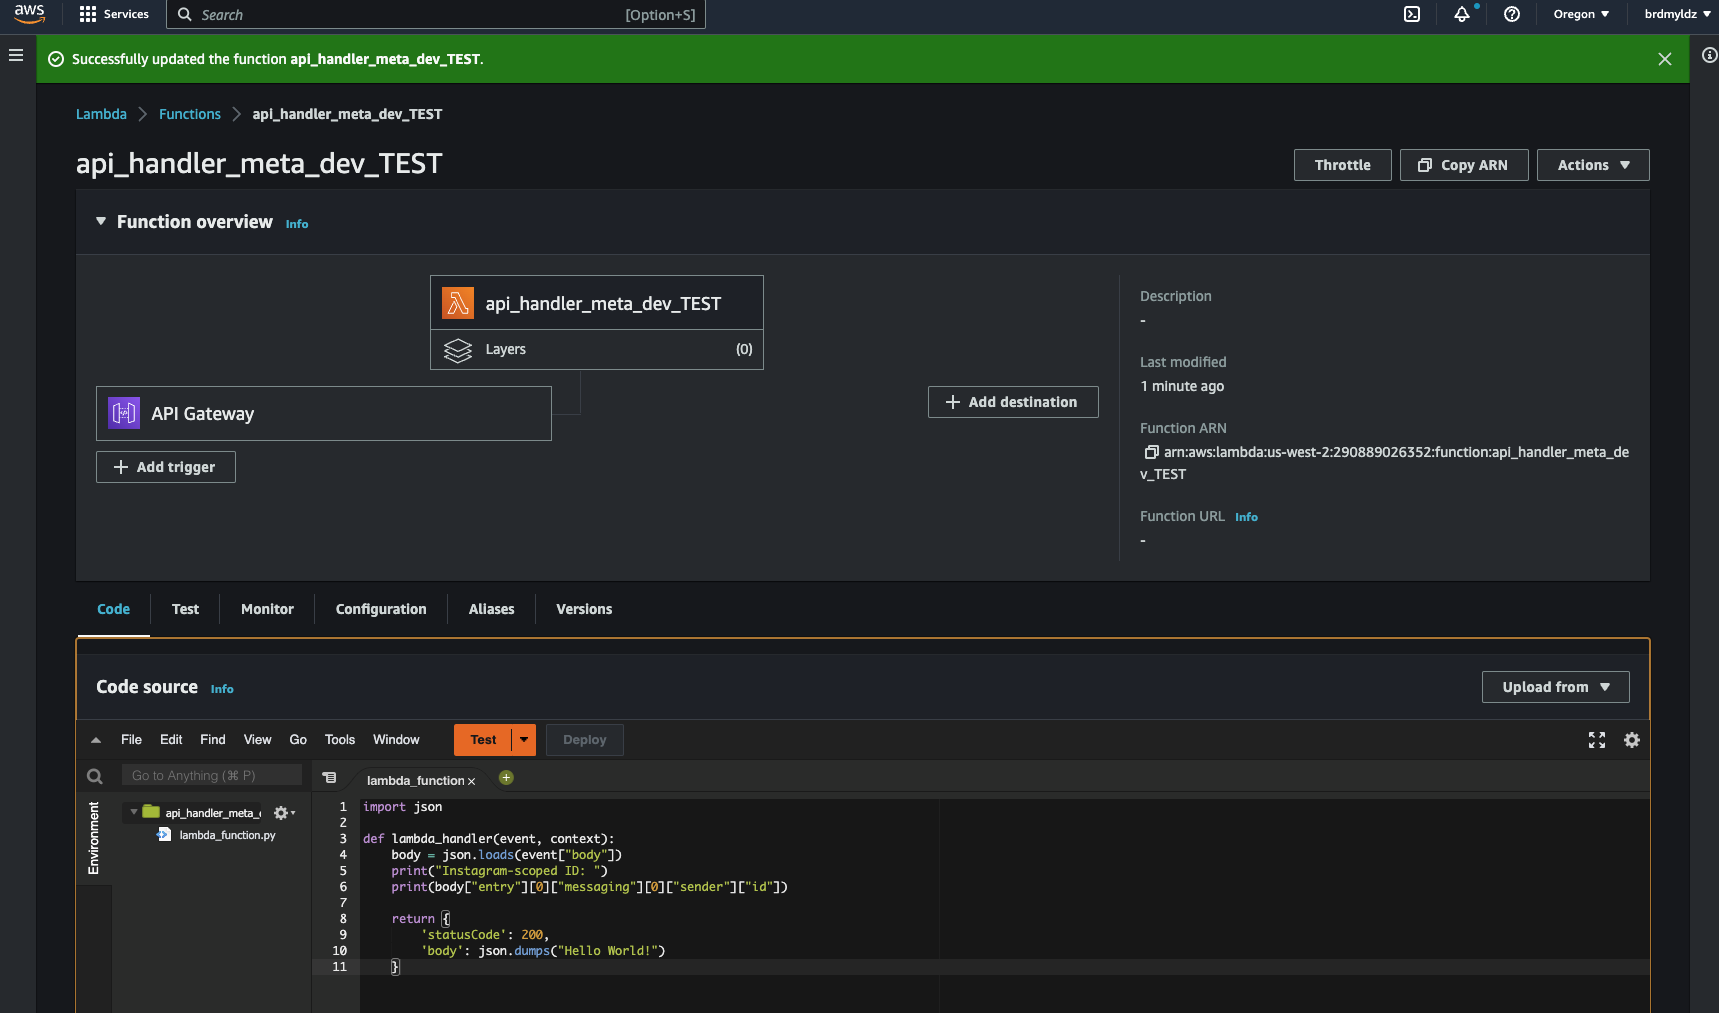 aws
Services
Search
[Option+S]
Oregon
brdmyldz
Successfully updated the function api_handler_meta_dev_TEST.
Lambda
Functions
api_handler_meta_dev_TEST
api_handler_meta_dev_TEST
Throttle
Copy ARN
Actions
Function overview
Info
api_handler_meta_dev_TEST
Layers
(0)
API Gateway
+ Add trigger
+ Add destination
Description
-
Last modified
1 minute ago
Function ARN
arn:aws:lambda:us-west-2:290889026352:function:api_handler_meta_de
v_TEST
Function URL
Info
-
Code
Test
Monitor
Configuration
Aliases
Versions
Code source
Info
Upload from
File
Edit
Find
View
Go
Tools
Window
Test
Deploy
Go to Anything (⌘ P)
lambda_function ×
Environment
api_handler_meta_
lambda_function.py
1 import json
2
3 def lambda_handler(event, context):
4     body = json.loads(event["body"])
5     print("Instagram-scoped ID: ")
6     print(body["entry"][0]["messaging"][0]["sender"]["id"])
7
8     return {
9         'statusCode': 200,
10         'body': json.dumps("Hello World!")
11     }